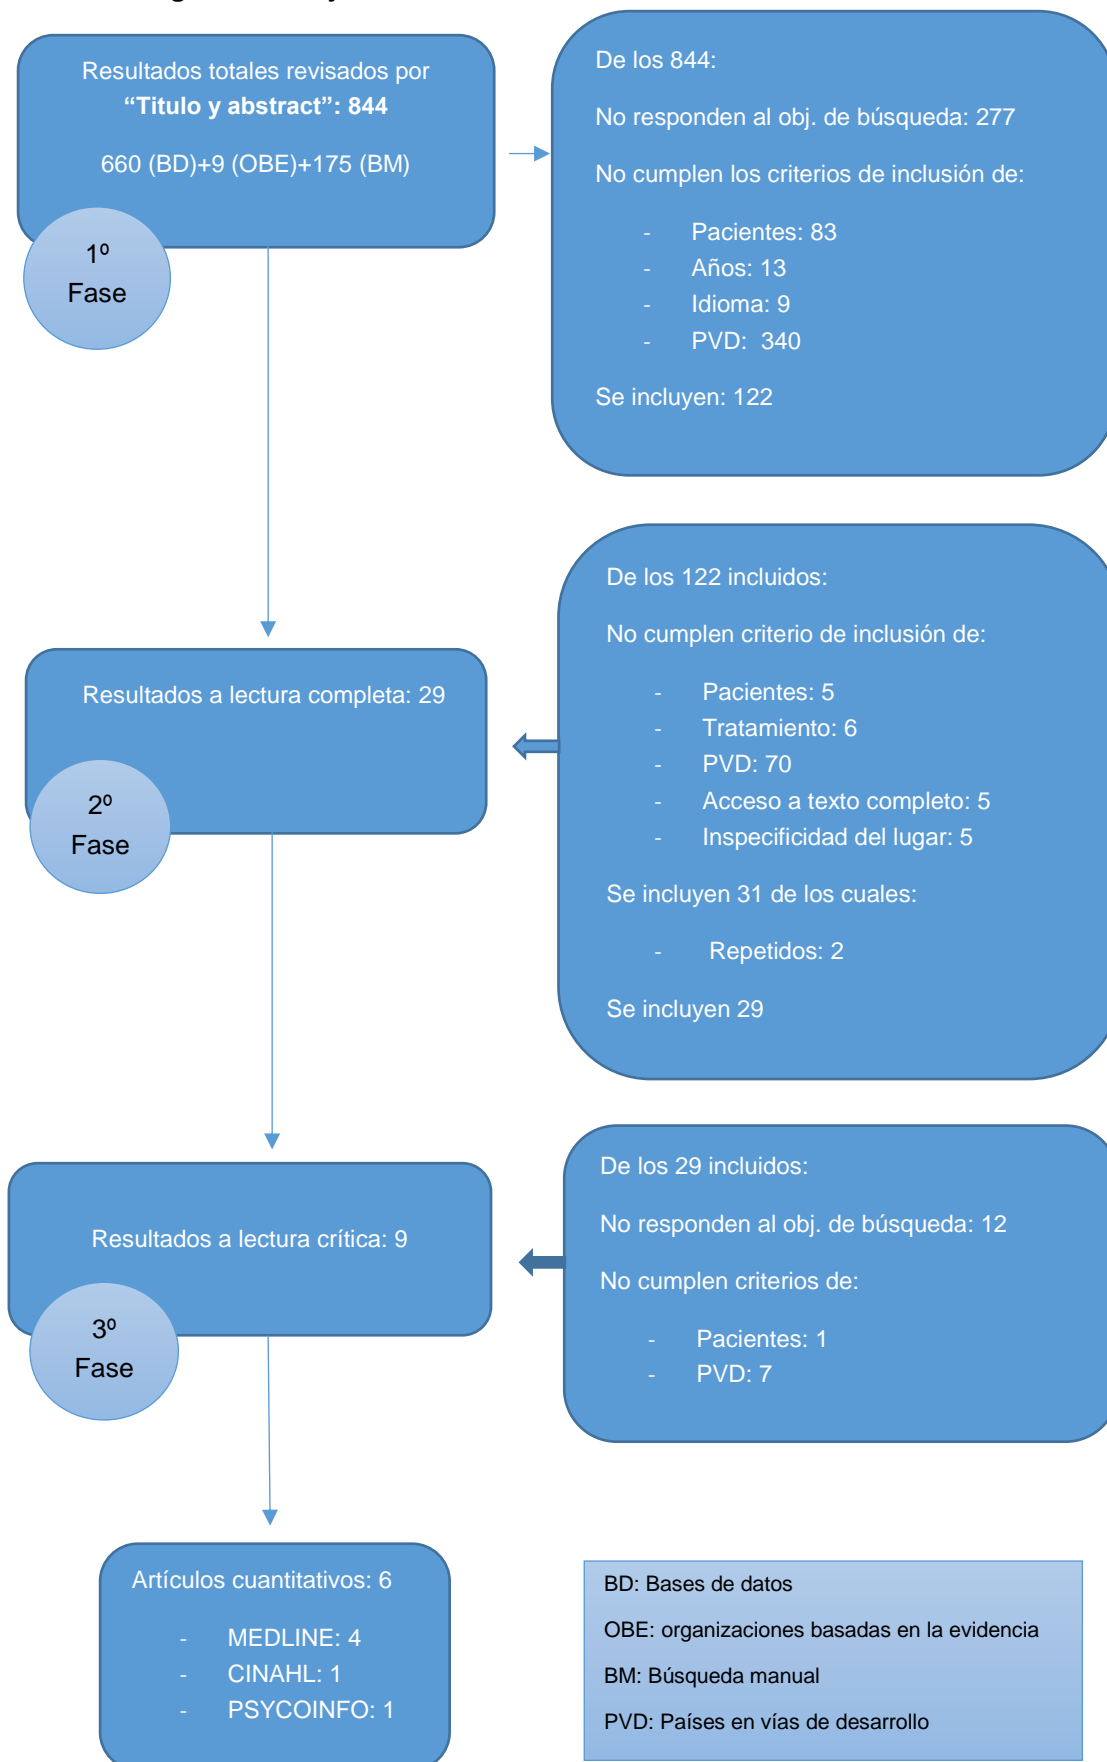 Resultados totales revisados por
“Titulo y abstract”: 844
660 (BD)+9 (OBE)+175 (BM)
1º
Fase
De los 844:
No responden al obj. de búsqueda: 277
No cumplen los criterios de inclusión de:
- Pacientes: 83
- Años: 13
- Idioma: 9
- PVD: 340
Se incluyen: 122
Resultados a lectura completa: 29
2º
Fase
De los 122 incluidos:
No cumplen criterio de inclusión de:
- Pacientes: 5
- Tratamiento: 6
- PVD: 70
- Acceso a texto completo: 5
- Inspecificidad del lugar: 5
Se incluyen 31 de los cuales:
- Repetidos: 2
Se incluyen 29
Resultados a lectura crítica: 9
3º
Fase
De los 29 incluidos:
No responden al obj. de búsqueda: 12
No cumplen criterios de:
- Pacientes: 1
- PVD: 7
Artículos cuantitativos: 6
- MEDLINE: 4
- CINAHL: 1
- PSYCOINFO: 1
BD: Bases de datos
OBE: organizaciones basadas en la evidencia
BM: Búsqueda manual
PVD: Países en vías de desarrollo